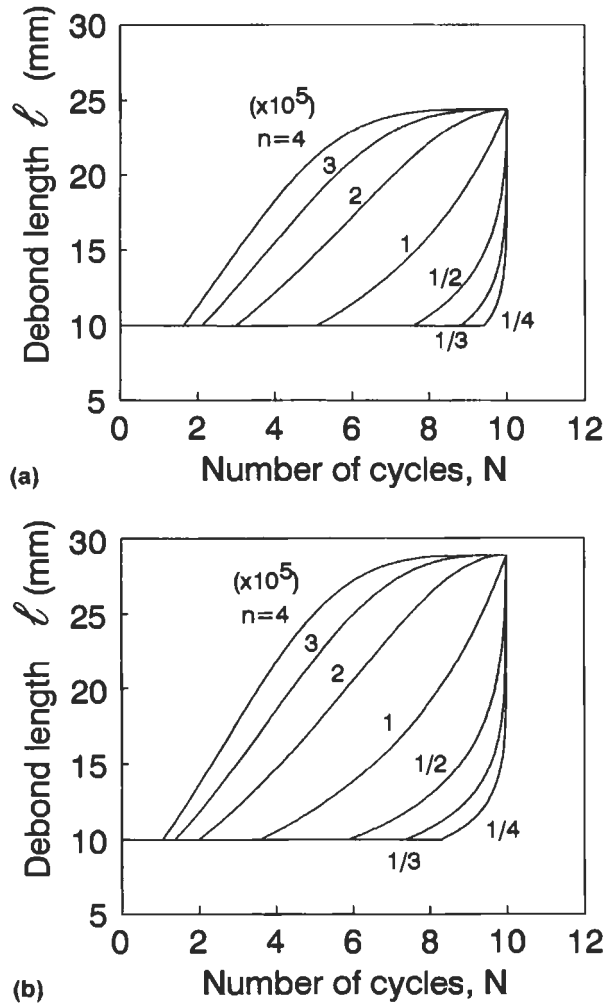 30
25
20
15
10
5
Debond length ℓ (mm)
(x10⁵)
n=4
3
2
1
1/2
1/3
1/4
0 2 4 6 8 10 12
Number of cycles, N
(a)
30
25
20
15
10
5
Debond length ℓ (mm)
(x10⁵)
n=4
3
2
1
1/2
1/3
1/4
0 2 4 6 8 10 12
Number of cycles, N
(b)